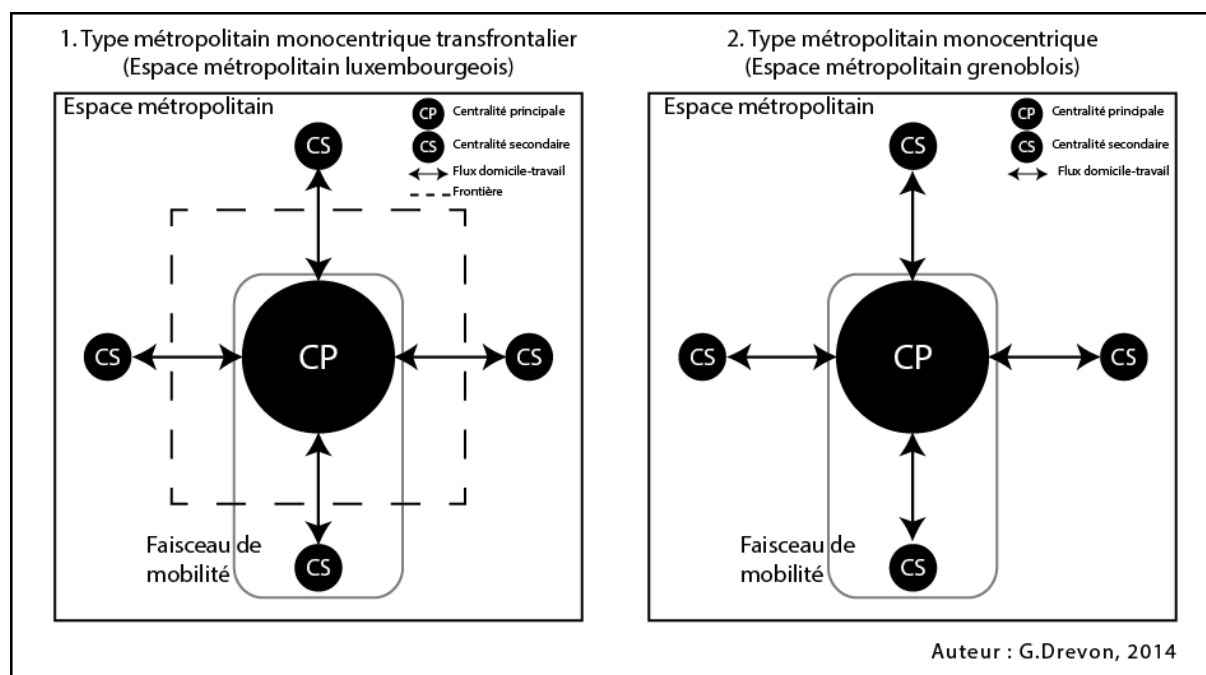 1. Type métropolitain monocentrique transfrontalier
(Espace métropolitain luxembourgeois)
Espace métropolitain
CP Centralité principale
CS Centralité secondaire
Flux domicile-travail
Frontière
CS
CS
CP
CS
Faisceau de
mobilité
CS
2. Type métropolitain monocentrique
(Espace métropolitain grenoblois)
Espace métropolitain
CP Centralité principale
CS Centralité secondaire
Flux domicile-travail
CS
CS
CP
CS
Faisceau de
mobilité
CS
Auteur : G.Drevon, 2014